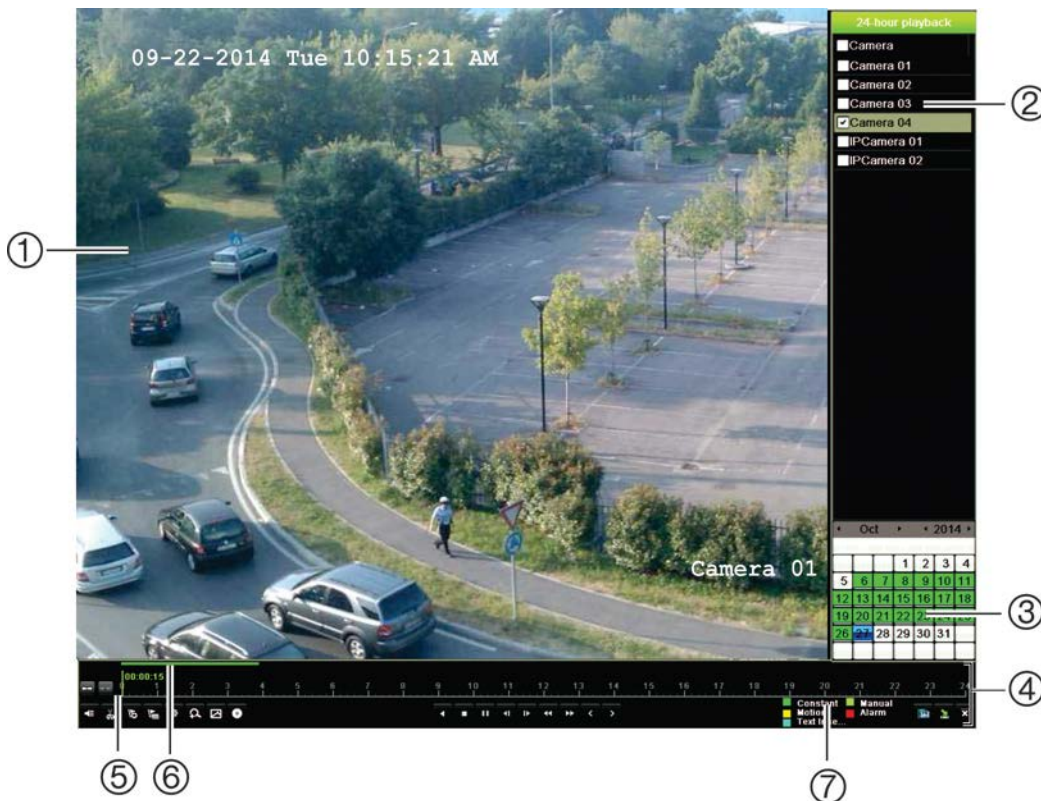 24-hour playback
09-22-2014 Tue 10:15:21 AM
Camera
Camera 01
Camera 02
Camera 03
Camera 04
IPCamera 01
IPCamera 02
①
②
Camera 01
Oct 2014
1 2 3 4
5 6 7 8 9 10 11
12 13 14 15 16 17 18
19 20 21 22
26 27 28 29 30 31
③
00:00:15
0 1 2 3 4 5 6 7 8 9 10 11 12 13 14 15 16 17 18 19 20 21 22 23 24
④
Constant Manual
Motion Alarm
Text
⑤ ⑥ ⑦